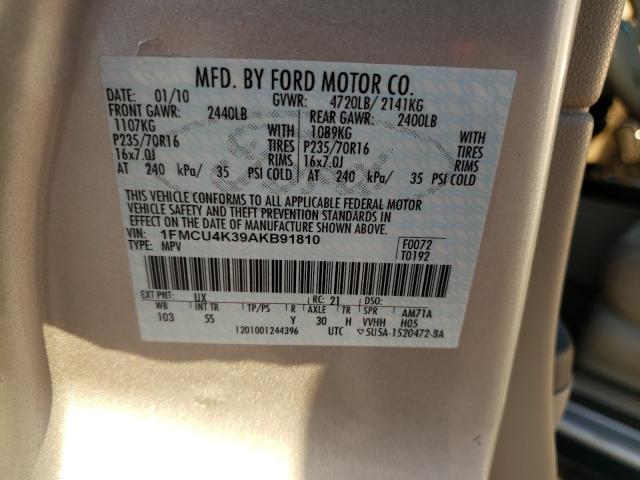 MFD. BY FORD MOTOR CO.
DATE: 01/10 GVWR: 4720LB/ 2141KG
FRONT GAWR: 2440LB REAR GAWR: 2400LB
1107KG WITH 1089KG WITH
P235/70R16 TIRES P235/70R16 TIRES
16x7.0J RIMS 16x7.0J RIMS
AT 240 kPa/ 35 PSI COLD AT 240 kPa/ 35 PSI COLD
THIS VEHICLE CONFORMS TO ALL APPLICABLE FEDERAL MOTOR
VEHICLE SAFETY AND THEFT PREVENTION STANDARDS IN
EFFECT ON THE DATE OF MANUFACTURE SHOWN ABOVE.
VIN: 1FMCU4K39AKB91810 F0072
TYPE: MPV T0192
EXT PNT: UX RC: 21 DSO:
WB INT TR TP/PS R AXLE TR SPR AM71A
103 55 Y 30 H VVHH H05
1201001244396 UTC ▽5U5A-1520472-BA
Ford